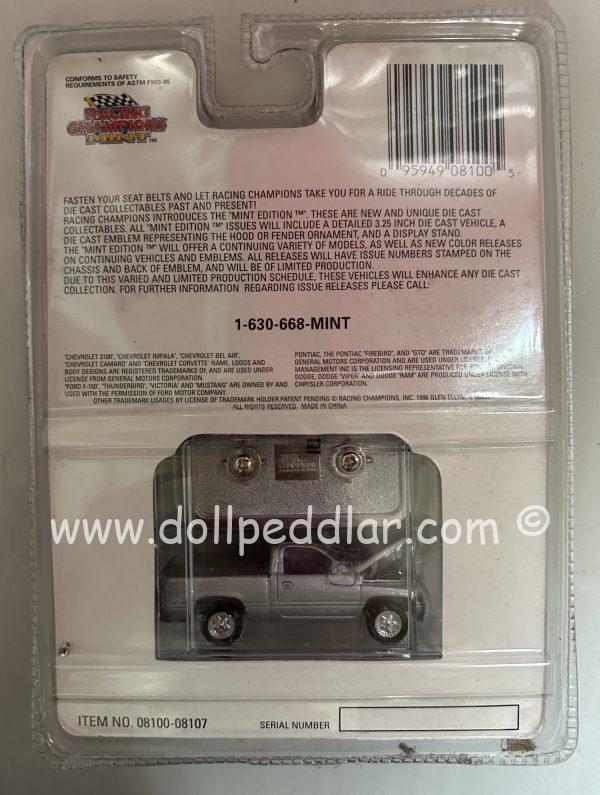 CONFORMS TO SAFETY
REQUIREMENTS OF ASTM F963-95
RACING
CHAMPIONS
MINT
TM
0 95949 08100 5
FASTEN YOUR SEAT BELTS AND LET RACING CHAMPIONS TAKE YOU FOR A RIDE THROUGH DECADES OF
DIE CAST COLLECTABLES PAST AND PRESENT!
RACING CHAMPIONS INTRODUCES THE "MINT EDITION ™". THESE ARE NEW AND UNIQUE DIE CAST
COLLECTABLES. ALL "MINT EDITION ™" ISSUES WILL INCLUDE A DETAILED 3.25 INCH DIE CAST VEHICLE, A
DIE CAST EMBLEM REPRESENTING THE HOOD OR FENDER ORNAMENT, AND A DISPLAY STAND.
THE "MINT EDITION ™" WILL OFFER A CONTINUING VARIETY OF MODELS, AS WELL AS NEW COLOR RELEASES
ON CONTINUING VEHICLES AND EMBLEMS. ALL RELEASES WILL HAVE ISSUE NUMBERS STAMPED ON THE
CHASSIS AND BACK OF EMBLEM, AND WILL BE OF LIMITED PRODUCTION.
DUE TO THIS VARIED AND LIMITED PRODUCTION SCHEDULE, THESE VEHICLES WILL ENHANCE ANY DIE CAST
COLLECTION. FOR FURTHER INFORMATION REGARDING ISSUE RELEASES PLEASE CALL:
1-630-668-MINT
"CHEVROLET 3100", "CHEVROLET IMPALA", "CHEVROLET BEL AIR",
"CHEVROLET CAMARO" AND "CHEVROLET CORVETTE" NAME, LOGOS AND
BODY DESIGNS ARE REGISTERED TRADEMARKS OF, AND ARE USED UNDER
LICENSE FROM GENERAL MOTORS CORPORATION.
"FORD F-150", "THUNDERBIRD", "VICTORIA" AND "MUSTANG" ARE OWNED BY AND
USED WITH THE PERMISSION OF FORD MOTOR COMPANY.
PONTIAC, THE PONTIAC "FIREBIRD", AND "GTO" ARE TRADEMARKS OF
GENERAL MOTORS CORPORATION AND ARE USED UNDER LICENSE
MANAGEMENT INC IS THE LICENSING REPRESENTATIVE FOR DIVISION.
DODGE, DODGE "VIPER" AND DODGE "RAM" ARE PRODUCED UNDER LICENSE WITH
CHRYSLER CORPORATION.
OTHER TRADEMARK USAGES BY LICENSE OF TRADEMARK HOLDER.PATENT PENDING © RACING CHAMPIONS, INC. 1996 GLEN ELLYN,
ALL RIGHTS RESERVED. MADE IN CHINA
RACING
CHAMPIONS
www.dollpeddlar.com ©
ITEM NO. 08100-08107
SERIAL NUMBER